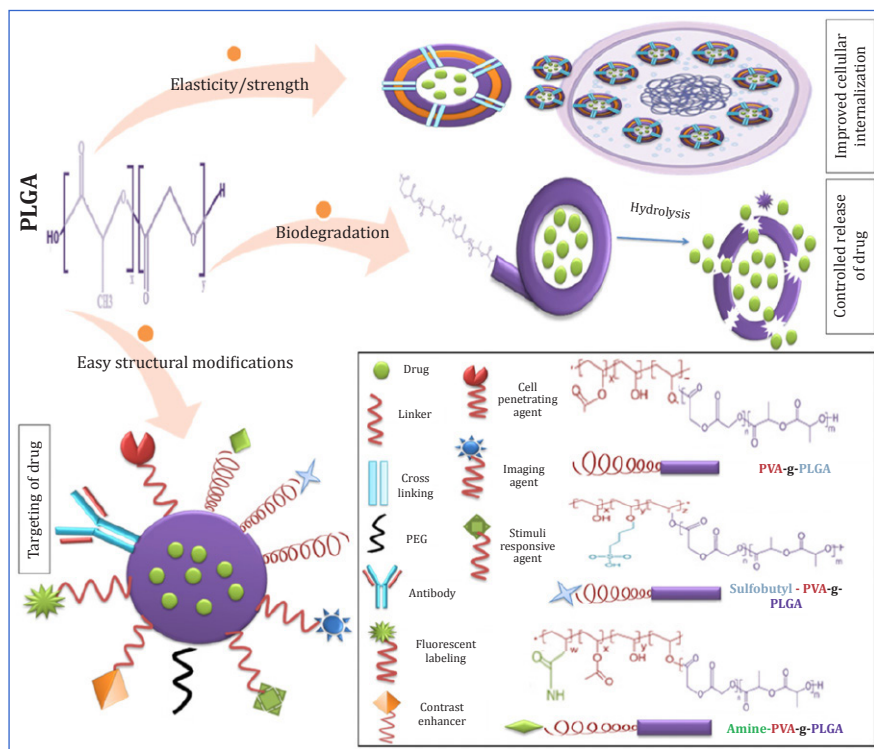 Elasticity/strength
Improved cellular
internalization
PLGA
O
O
H
HO
O
O
x
y
CH3
O
Biodegradation
Hydrolysis
Controlled release
of drug
Easy structural modifications
Targeting of drug
Drug
Linker
Cross
linking
PEG
Antibody
Fluorescent
labeling
Contrast
enhancer
Cell
penetrating
agent
Imaging
agent
Stimuli
responsive
agent
PVA-g-PLGA
Sulfobutyl - PVA-g-
PLGA
Amine-PVA-g-PLGA